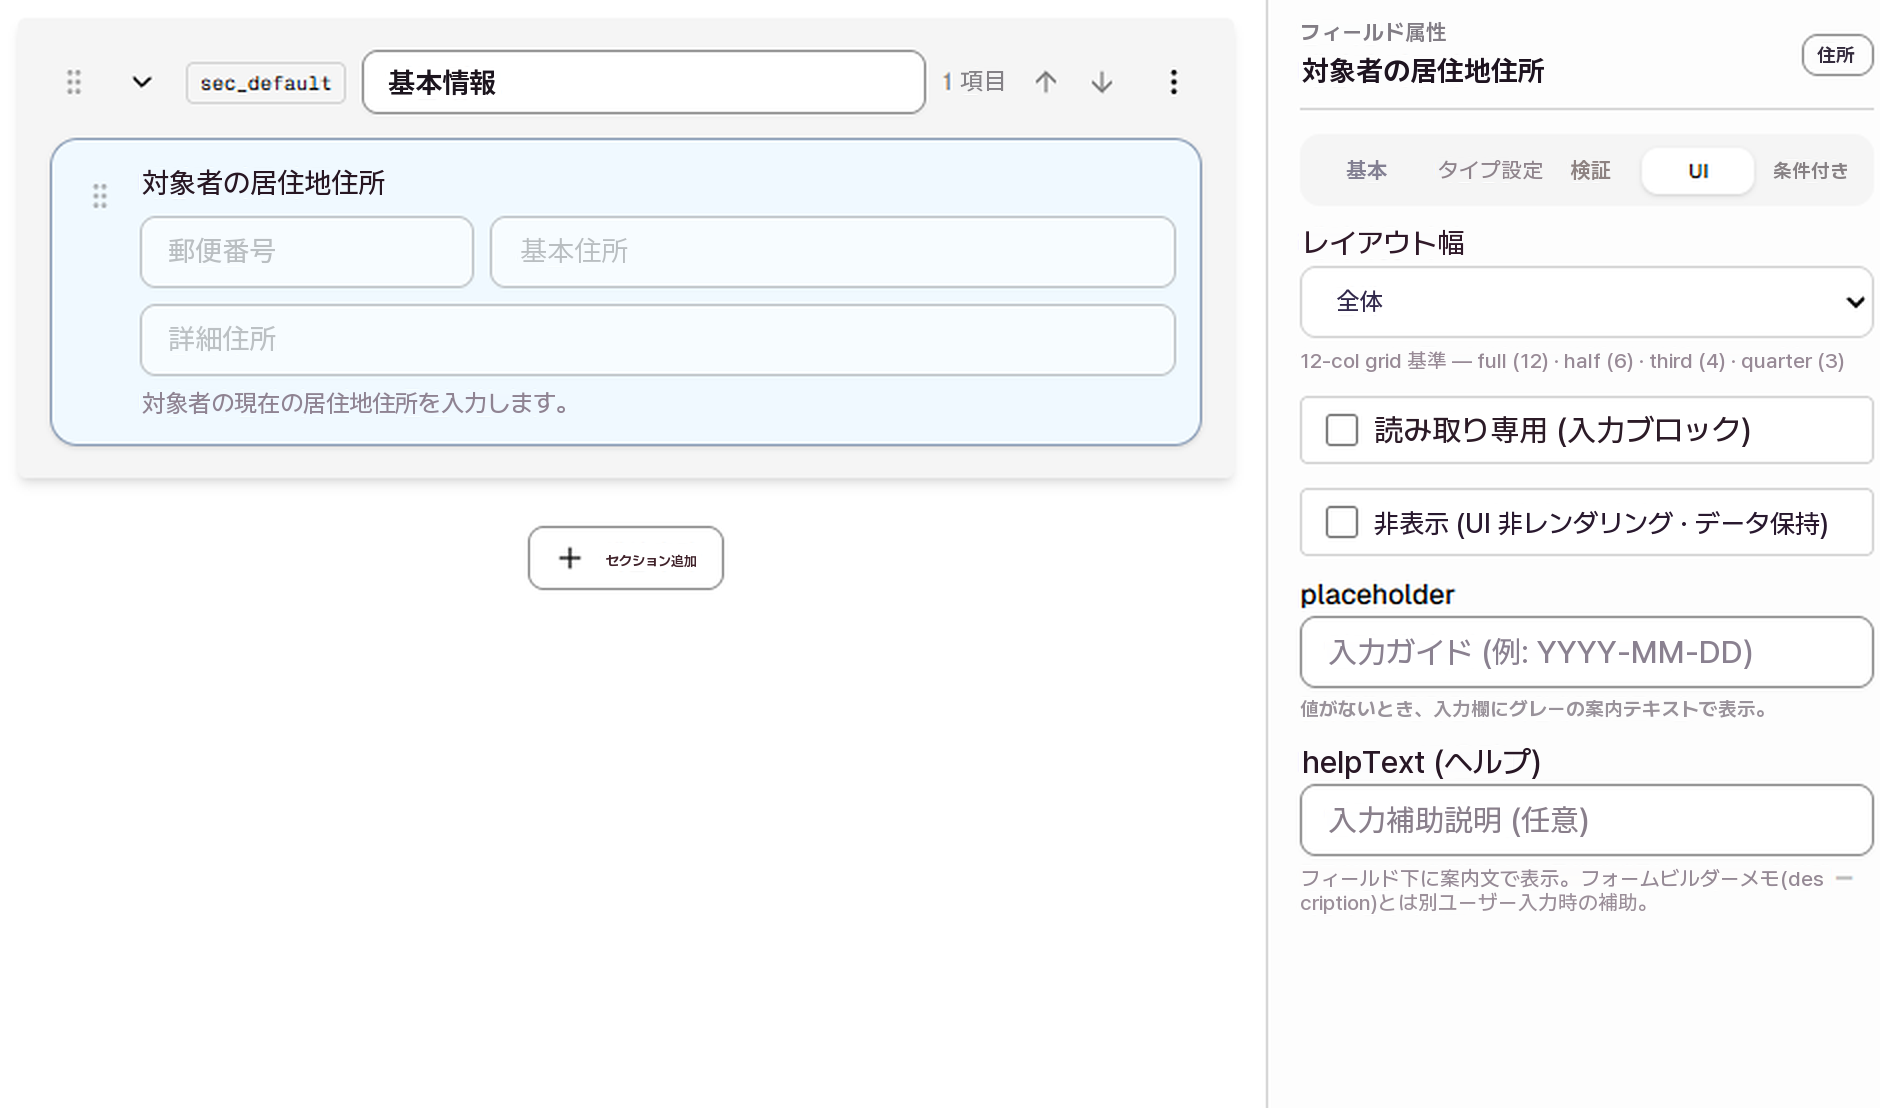 sec_default
基本情報
1 項目
対象者の居住地住所
郵便番号
基本住所
詳細住所
対象者の現在の居住地住所を入力します。
セクション追加
フィールド属性
対象者の居住地住所
住所
基本
タイプ設定
検証
UI
条件付き
レイアウト幅
全体
12-col grid 基準 — full (12) · half (6) · third (4) · quarter (3)
読み取り専用 (入力ブロック)
非表示 (UI 非レンダリング · データ保持)
placeholder
入力ガイド (例: YYYY-MM-DD)
値がないとき、入力欄にグレーの案内テキストで表示。
helpText (ヘルプ)
入力補助説明 (任意)
フィールド下に案内文で表示。フォームビルダーメモ(des
cription)とは別ユーザー入力時の補助。